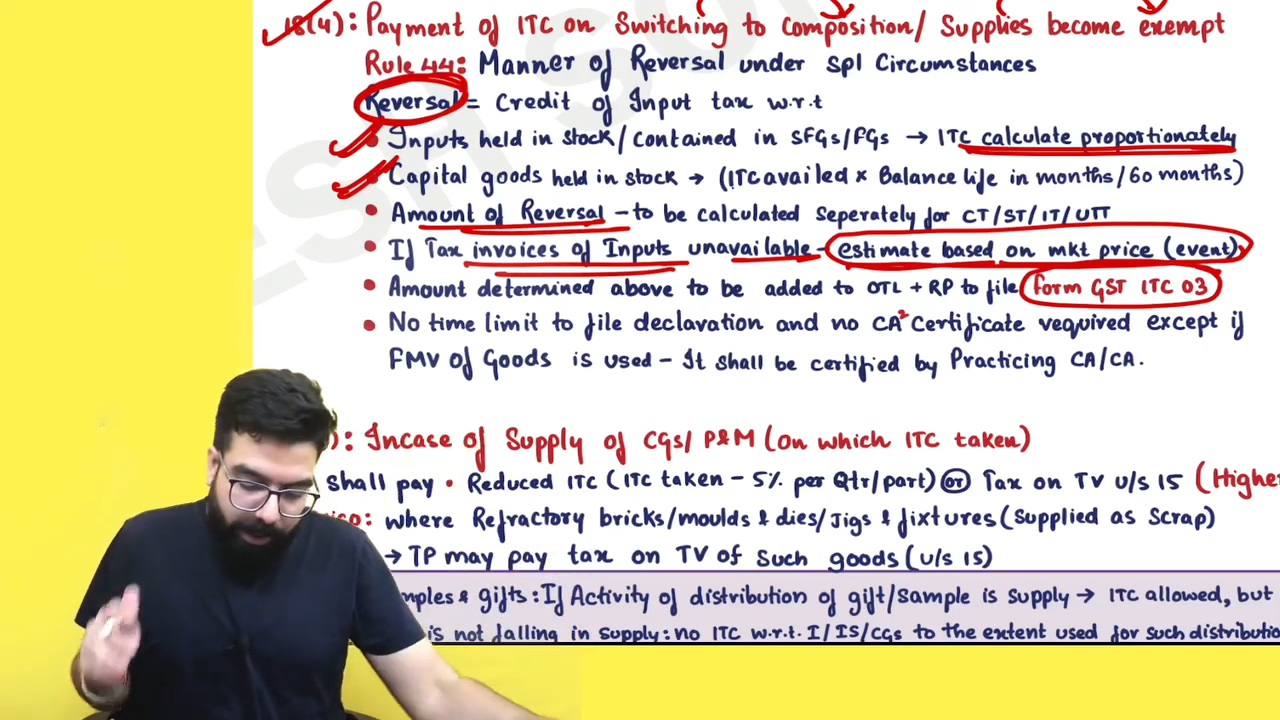 18(4): Payment of ITC on Switching to Composition/ Supplies become exempt
Rule 44: Manner of Reversal under Spl Circumstances
Reversal = Credit of Input tax w.r.t
• Inputs held in stock/contained in SFGs/FGs → ITC calculate proportionately
• Capital goods held in stock → (ITC availed x Balance life in months/60 months)
• Amount of Reversal - to be calculated Seperately for CT/ST/IT/UTT
• If Tax invoices of Inputs unavailable - estimate based on mkt price (event)
• Amount determined above to be added to OTL + RP to file form GST ITC 03
• No time limit to file declaration and no CA² Certificate required except if
FMV of Goods is used - It shall be certified by Practicing CA/CA.
): Incase of Supply of CGs/ P&M (on which ITC taken)
shall pay • Reduced ITC (ITC taken - 5% per Qtr/part) or Tax on TV u/s 15 (Higher
: where Refractory bricks/moulds & dies/Jigs & fixtures (Supplied as Scrap)
→ TP may pay tax on TV of Such goods (u/s 15)
mples & gifts: If Activity of distribution of gift/sample is supply → ITC allowed, but
is not falling in supply: no ITC w.r.t. I/IS/CGs to the extent used for such distributio